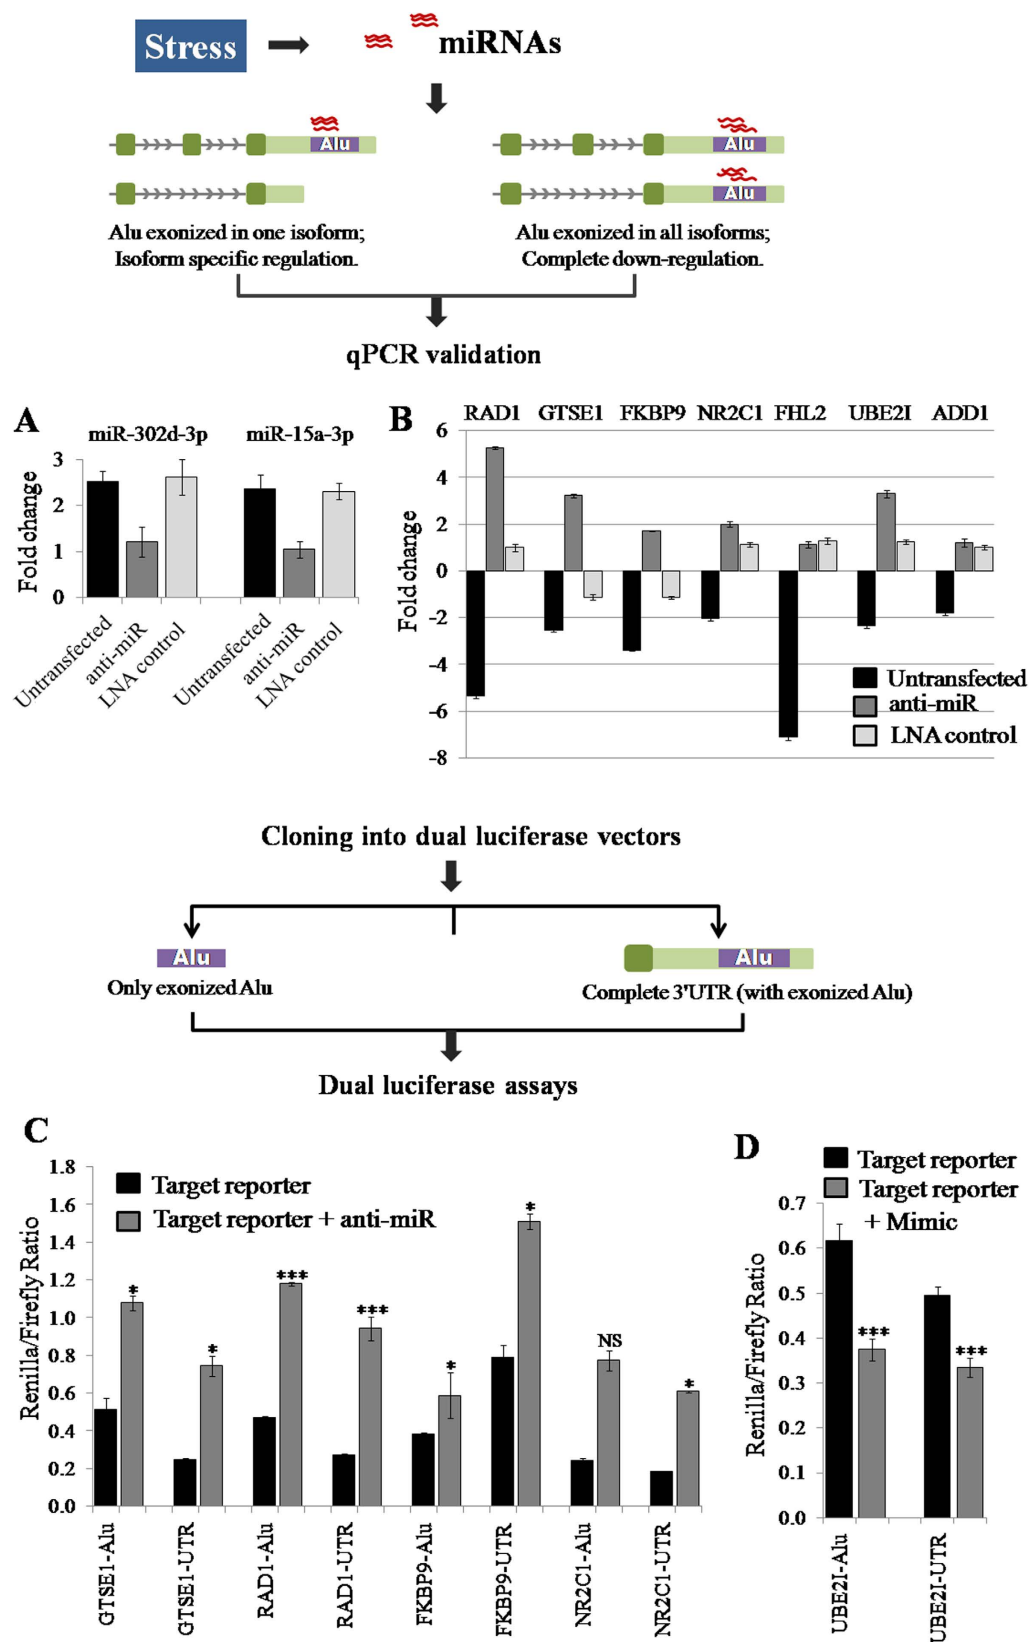 Stress
miRNAs
Alu
Alu
Alu
Alu exonized in one isoform;
Isoform specific regulation.
Alu exonized in all isoforms;
Complete down-regulation.
qPCR validation
A
miR-302d-3p
miR-15a-3p
Fold change
3
2
1
0
Untransfected
anti-miR
LNA control
Untransfected
anti-miR
LNA control
B
RAD1 GTSE1 FKBP9 NR2C1 FHL2 UBE2I ADD1
Fold change
6
4
2
0
-2
-4
-6
-8
Untransfected
anti-miR
LNA control
Cloning into dual luciferase vectors
Alu
Only exonized Alu
Alu
Complete 3'UTR (with exonized Alu)
Dual luciferase assays
C
Target reporter
Target reporter + anti-miR
Renilla/Firefly Ratio
1.8
1.6
1.4
1.2
1.0
0.8
0.6
0.4
0.2
0.0
*
*
***
***
*
*
NS
*
GTSE1-Alu
GTSE1-UTR
RAD1-Alu
RAD1-UTR
FKBP9-Alu
FKBP9-UTR
NR2C1-Alu
NR2C1-UTR
D
Target reporter
Target reporter
+ Mimic
Renilla/Firefly Ratio
0.7
0.6
0.5
0.4
0.3
0.2
0.1
0.0
***
***
UBE2I-Alu
UBE2I-UTR